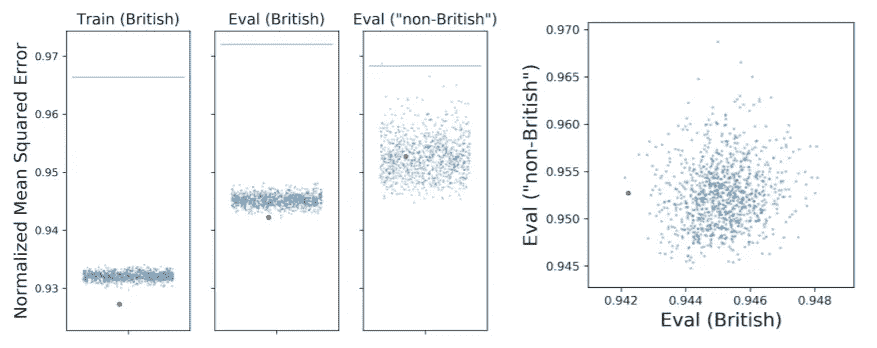 Train (British)
Eval (British)
Eval ("non-British")
Normalized Mean Squared Error
0.97
0.96
0.95
0.94
0.93
Eval ("non-British")
0.970
0.965
0.960
0.955
0.950
0.945
0.942
0.944
0.946
0.948
Eval (British)